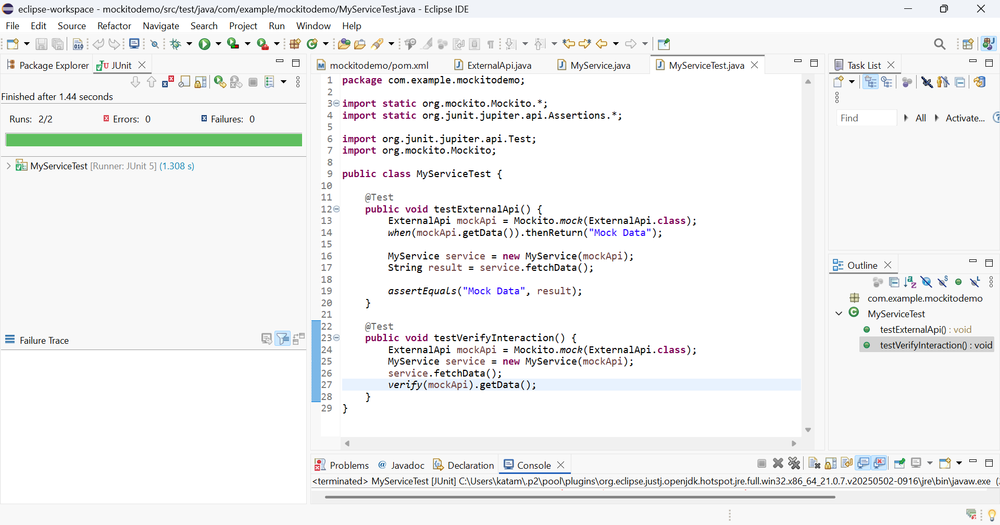 eclipse-workspace - mockitodemo/src/test/java/com/example/mockitodemo/MyServiceTest.java - Eclipse IDE
File Edit Source Refactor Navigate Search Project Run Window Help
Package Explorer JUnit
Finished after 1.44 seconds
Runs: 2/2 Errors: 0 Failures: 0
MyServiceTest [Runner: JUnit 5] (1.308 s)
Failure Trace
mockitodemo/pom.xml ExternalApi.java MyService.java MyServiceTest.java
1 package com.example.mockitodemo;
2
3 import static org.mockito.Mockito.*;
4 import static org.junit.jupiter.api.Assertions.*;
5
6 import org.junit.jupiter.api.Test;
7 import org.mockito.Mockito;
8
9 public class MyServiceTest {
10
11 @Test
12 public void testExternalApi() {
13 ExternalApi mockApi = Mockito.mock(ExternalApi.class);
14 when(mockApi.getData()).thenReturn("Mock Data");
15
16 MyService service = new MyService(mockApi);
17 String result = service.fetchData();
18
19 assertEquals("Mock Data", result);
20 }
21
22 @Test
23 public void testVerifyInteraction() {
24 ExternalApi mockApi = Mockito.mock(ExternalApi.class);
25 MyService service = new MyService(mockApi);
26 service.fetchData();
27 verify(mockApi).getData();
28 }
29 }
Task List
Find All Activate...
Outline
com.example.mockitodemo
MyServiceTest
testExternalApi() : void
testVerifyInteraction() : void
Problems @ Javadoc Declaration Console
<terminated> MyServiceTest [JUnit] C:\Users\katam\.p2\pool\plugins\org.eclipse.justj.openjdk.hotspot.jre.full.win32.x86_64_21.0.7.v20250502-0916\jre\bin\javaw.exe (